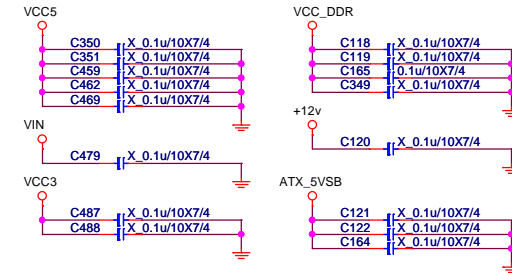 VCC5
C350 X_0.1u/10X7/4
C351 X_0.1u/10X7/4
C459 X_0.1u/10X7/4
C462 X_0.1u/10X7/4
C469 X_0.1u/10X7/4
VIN
C479 X_0.1u/10X7/4
VCC3
C487 X_0.1u/10X7/4
C488 X_0.1u/10X7/4
VCC_DDR
C118 X_0.1u/10X7/4
C119 X_0.1u/10X7/4
C165 0.1u/10X7/4
C349 X_0.1u/10X7/4
+12v
C120 X_0.1u/10X7/4
ATX_5VSB
C121 X_0.1u/10X7/4
C122 X_0.1u/10X7/4
C164 X_0.1u/10X7/4